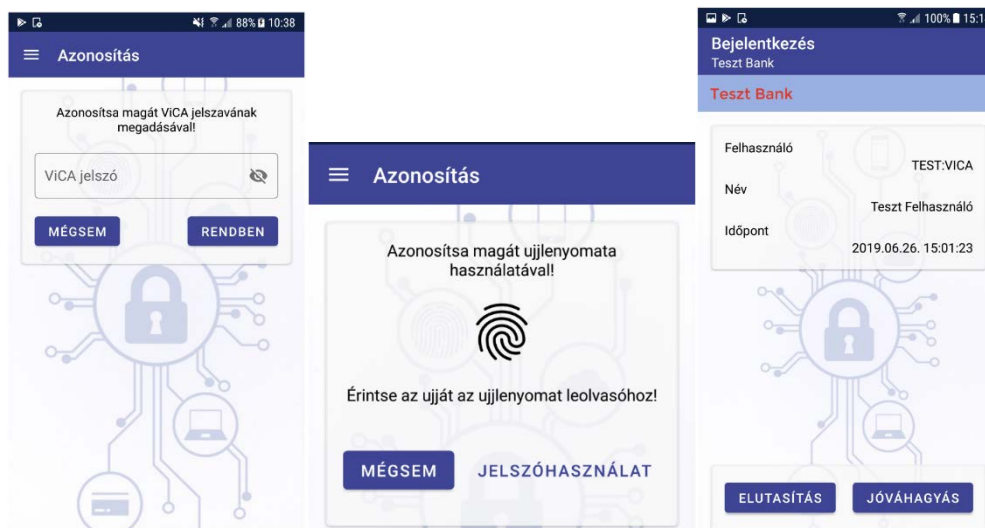 88% 10:38
Azonosítás
Azonosítsa magát ViCA jelszavának
megadásával!
ViCA jelszó
MÉGSEM
RENDBEN
Azonosítás
Azonosítsa magát ujjlenyomata
használatával!
Érintse az ujját az ujjlenyomat leolvasóhoz!
MÉGSEM
JELSZÓHASZNÁLAT
100%
Bejelentkezés
Teszt Bank
Teszt Bank
Felhasználó
TEST:VICA
Név
Teszt Felhasználó
Időpont
2019.06.26. 15:01:23
ELUTASÍTÁS
JÓVÁHAGYÁS